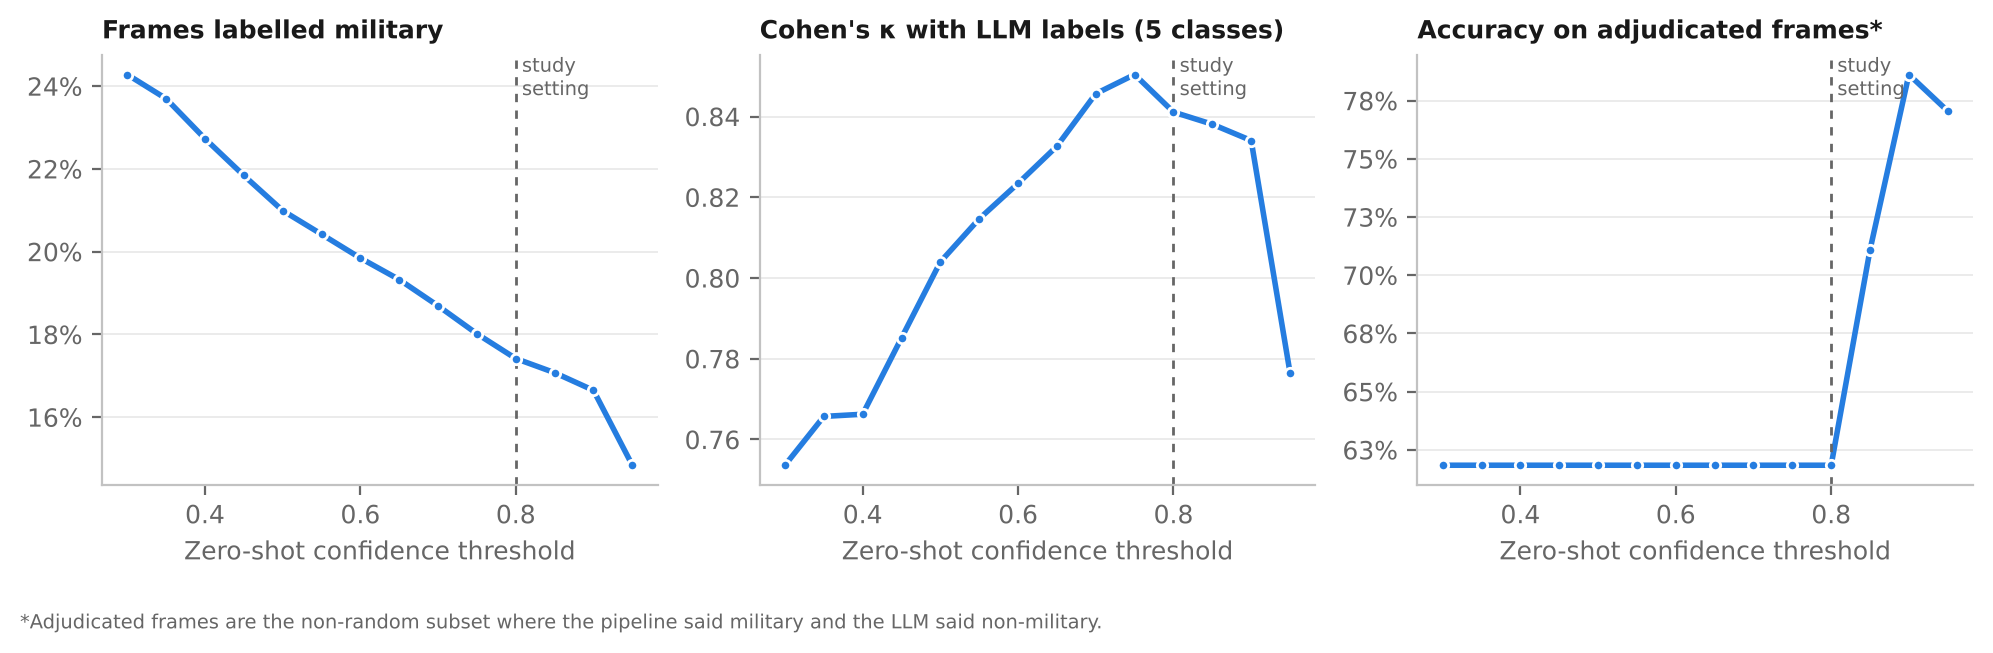 Frames labelled military
24%
22%
20%
18%
16%
study
setting
0.4
0.6
0.8
Zero-shot confidence threshold
Cohen's κ with LLM labels (5 classes)
0.84
0.82
0.80
0.78
0.76
study
setting
0.4
0.6
0.8
Zero-shot confidence threshold
Accuracy on adjudicated frames*
78%
75%
73%
70%
68%
65%
63%
study
setting
0.4
0.6
0.8
Zero-shot confidence threshold
*Adjudicated frames are the non-random subset where the pipeline said military and the LLM said non-military.